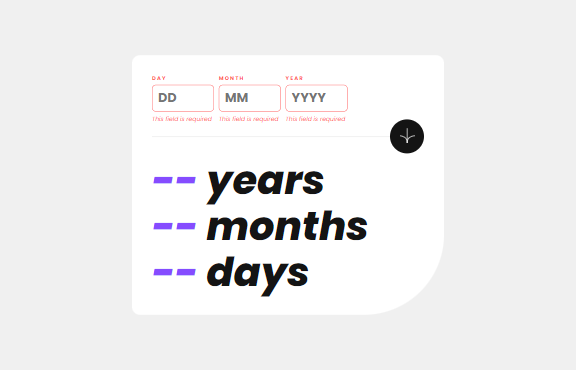 DAY MONTH YEAR
DD MM YYYY
This field is required This field is required This field is required
-- years
-- months
-- days